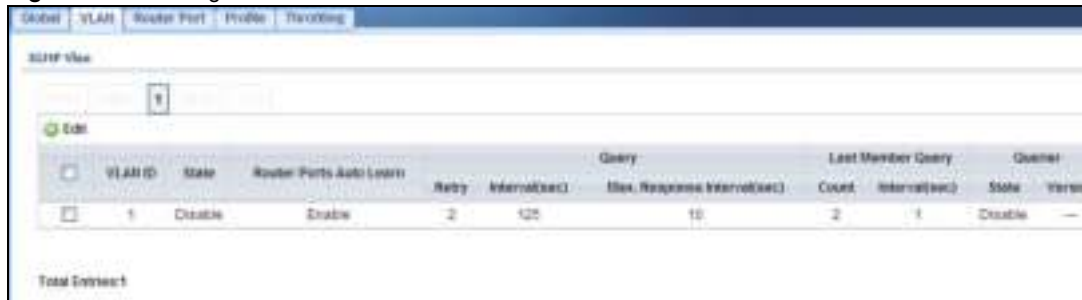 Global VLAN Router Port Profile Throttling
IGMP Vlan
1
Edit
Query Last Member Query Querier
VLAN ID State Router Ports Auto Learn
Retry Interval(sec) Max. Response Interval(sec) Count Interval(sec) State
1 Disable Enable 2 125 10 2 1 Disable ---
Total Entries:1